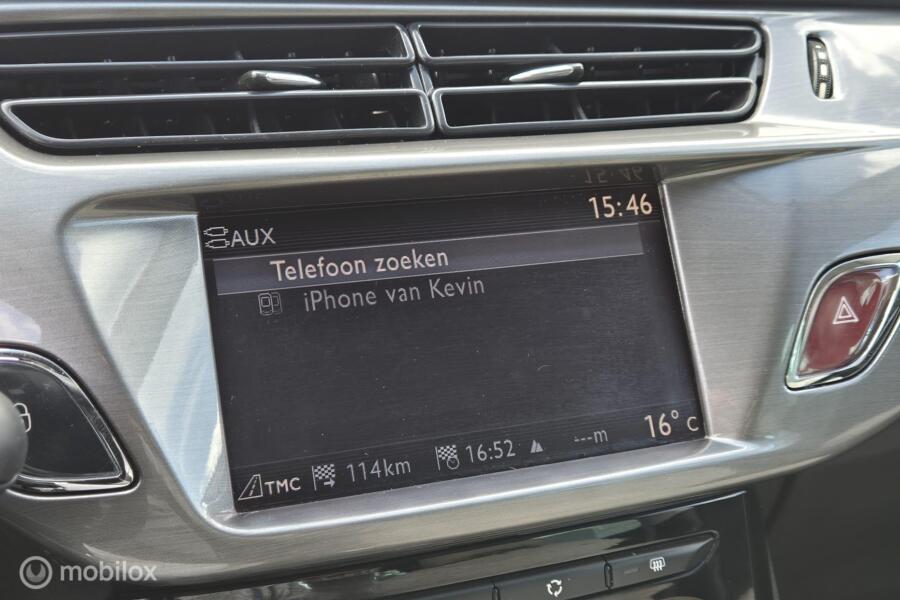 15:46
AUX
Telefoon zoeken
iPhone van Kevin
TMC 114km 16:52 ---m 16° C
mobilox